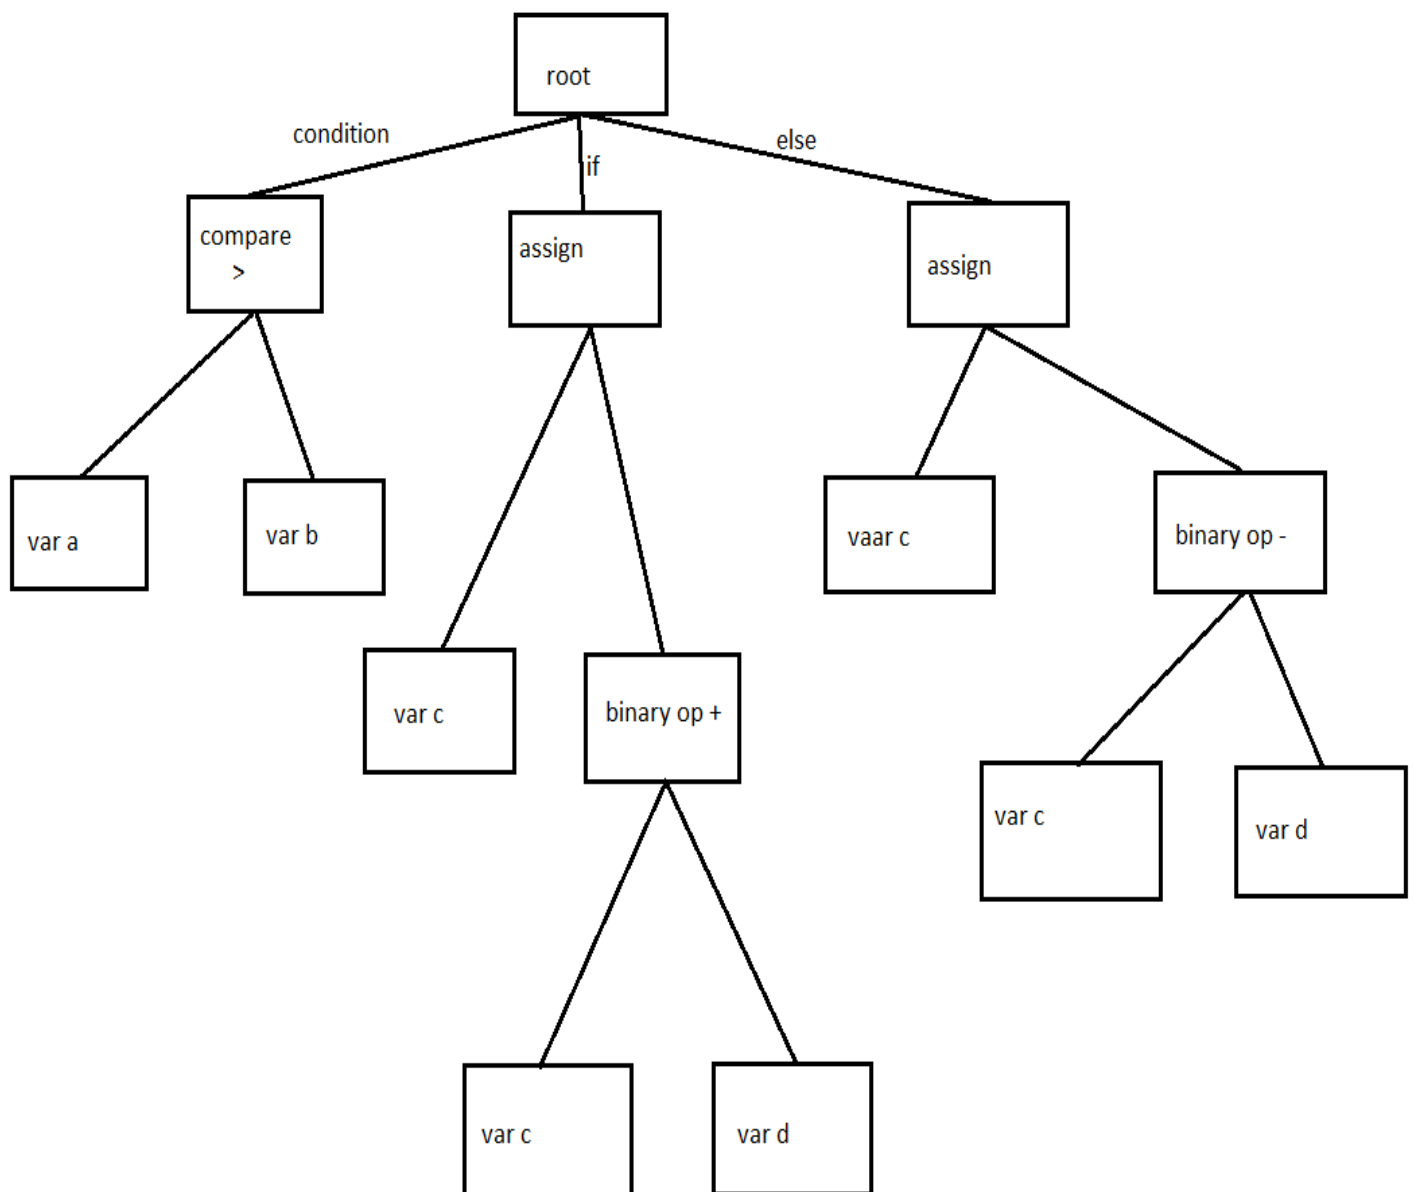 root
condition
if
else
compare
>
assign
assign
var a
var b
vaar c
binary op -
var c
binary op +
var c
var d
var c
var d